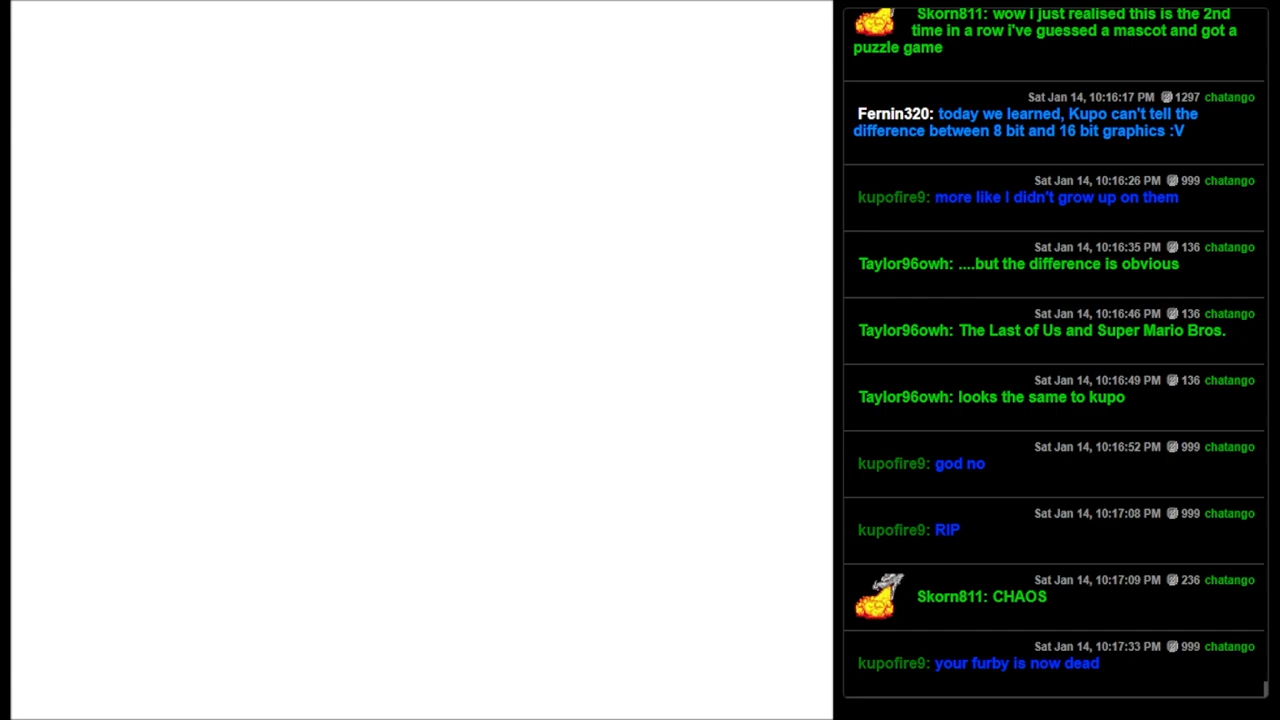 Skorn811: wow i just realised this is the 2nd
time in a row i've guessed a mascot and got a
puzzle game
Sat Jan 14, 10:16:17 PM 1297 chatango
Fernin320: today we learned, Kupo can't tell the
difference between 8 bit and 16 bit graphics :V
Sat Jan 14, 10:16:26 PM 999 chatango
kupofire9: more like I didn't grow up on them
Sat Jan 14, 10:16:35 PM 136 chatango
Taylor96owh: ....but the difference is obvious
Sat Jan 14, 10:16:46 PM 136 chatango
Taylor96owh: The Last of Us and Super Mario Bros.
Sat Jan 14, 10:16:49 PM 136 chatango
Taylor96owh: looks the same to kupo
Sat Jan 14, 10:16:52 PM 999 chatango
kupofire9: god no
Sat Jan 14, 10:17:08 PM 999 chatango
kupofire9: RIP
Sat Jan 14, 10:17:09 PM 236 chatango
Skorn811: CHAOS
Sat Jan 14, 10:17:33 PM 999 chatango
kupofire9: your furby is now dead